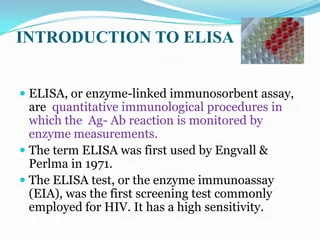 INTRODUCTION TO ELISA
ELISA, or enzyme-linked immunosorbent assay,
are quantitative immunological procedures in
which the Ag- Ab reaction is monitored by
enzyme measurements.
The term ELISA was first used by Engvall &
Perlma in 1971.
The ELISA test, or the enzyme immunoassay
(EIA), was the first screening test commonly
employed for HIV. It has a high sensitivity.